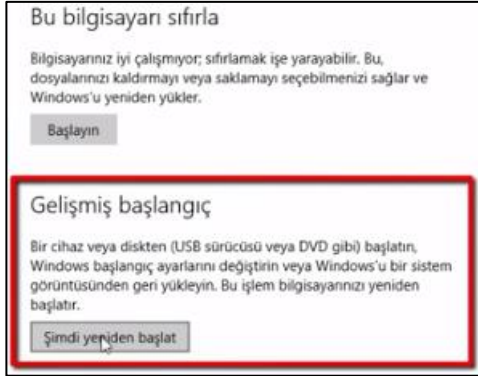 Bu bilgisayarı sıfırla
Bilgisayarınız iyi çalışmıyor; sıfırlamak işe yarayabilir. Bu,
dosyalarınızı kaldırmayı veya saklamayı seçebilmenizi sağlar ve
Windows'u yeniden yükler.
Başlayın
Gelişmiş başlangıç
Bir cihaz veya diskten (USB sürücüsü veya DVD gibi) başlatın,
Windows başlangıç ayarlarını değiştirin veya Windows'u bir sistem
görüntüsünden geri yükleyin. Bu işlem bilgisayarınızı yeniden
başlatır.
Şimdi yeniden başlat